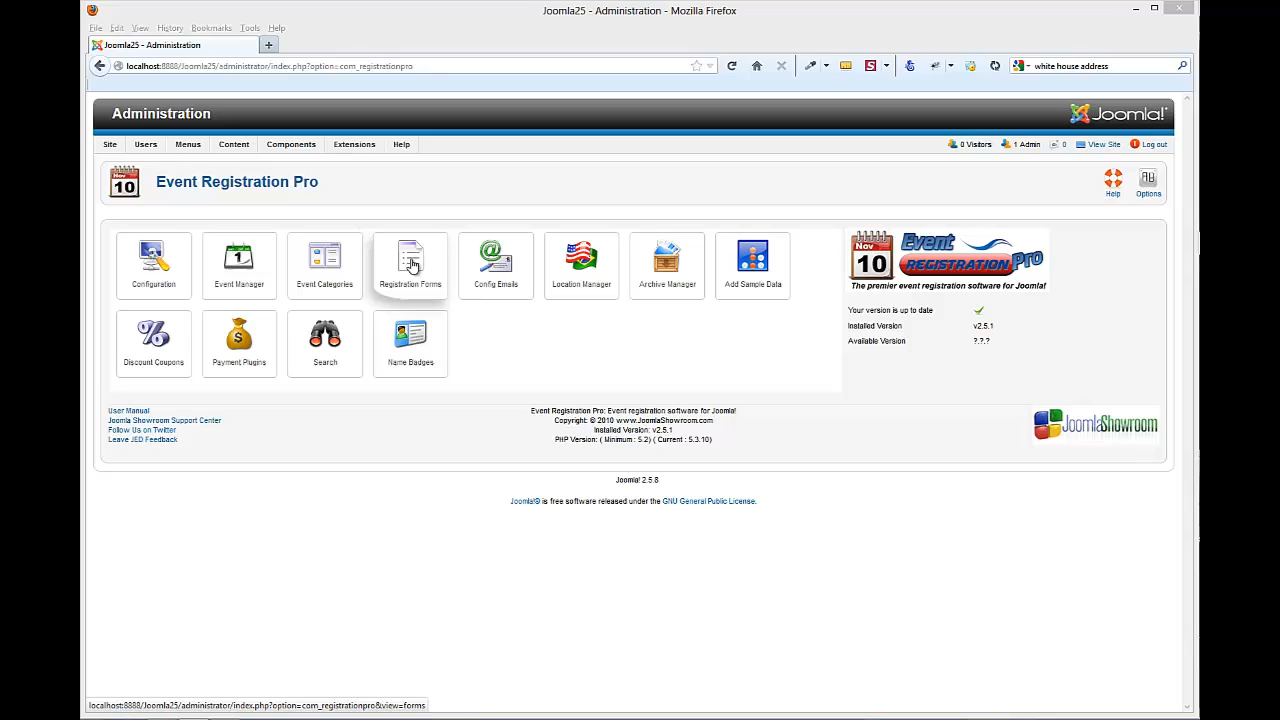 Joomla25 - Administration - Mozilla Firefox
File Edit View History Bookmarks Tools Help
Joomla25 - Administration
localhost:8888/Joomla25/administrator/index.php?option=com_registrationpro
white house address
Administration
Joomla!
Site Users Menus Content Components Extensions Help
0 Visitors 1 Admin 0 View Site Log out
Nov 10
Event Registration Pro
Help Options
Configuration Event Manager Event Categories Registration Forms Config Emails Location Manager Archive Manager Add Sample Data
Discount Coupons Payment Plugins Search Name Badges
Nov 10
Event REGISTRATION Pro
The premier event registration software for Joomla!
Your version is up to date
Installed Version v2.5.1
Available Version ?.?.?
User Manual
Joomla Showroom Support Center
Follow Us on Twitter
Leave JED Feedback
Event Registration Pro: Event registration software for Joomla!
Copyright: © 2010 www.JoomlaShowroom.com
Installed Version: v2.5.1
PHP Version: ( Minimum : 5.2) ( Current : 5.3.10)
JoomlaShowroom
Joomla! 2.5.8
Joomla!® is free software released under the GNU General Public License.
localhost:8888/Joomla25/administrator/index.php?option=com_registrationpro&view=forms